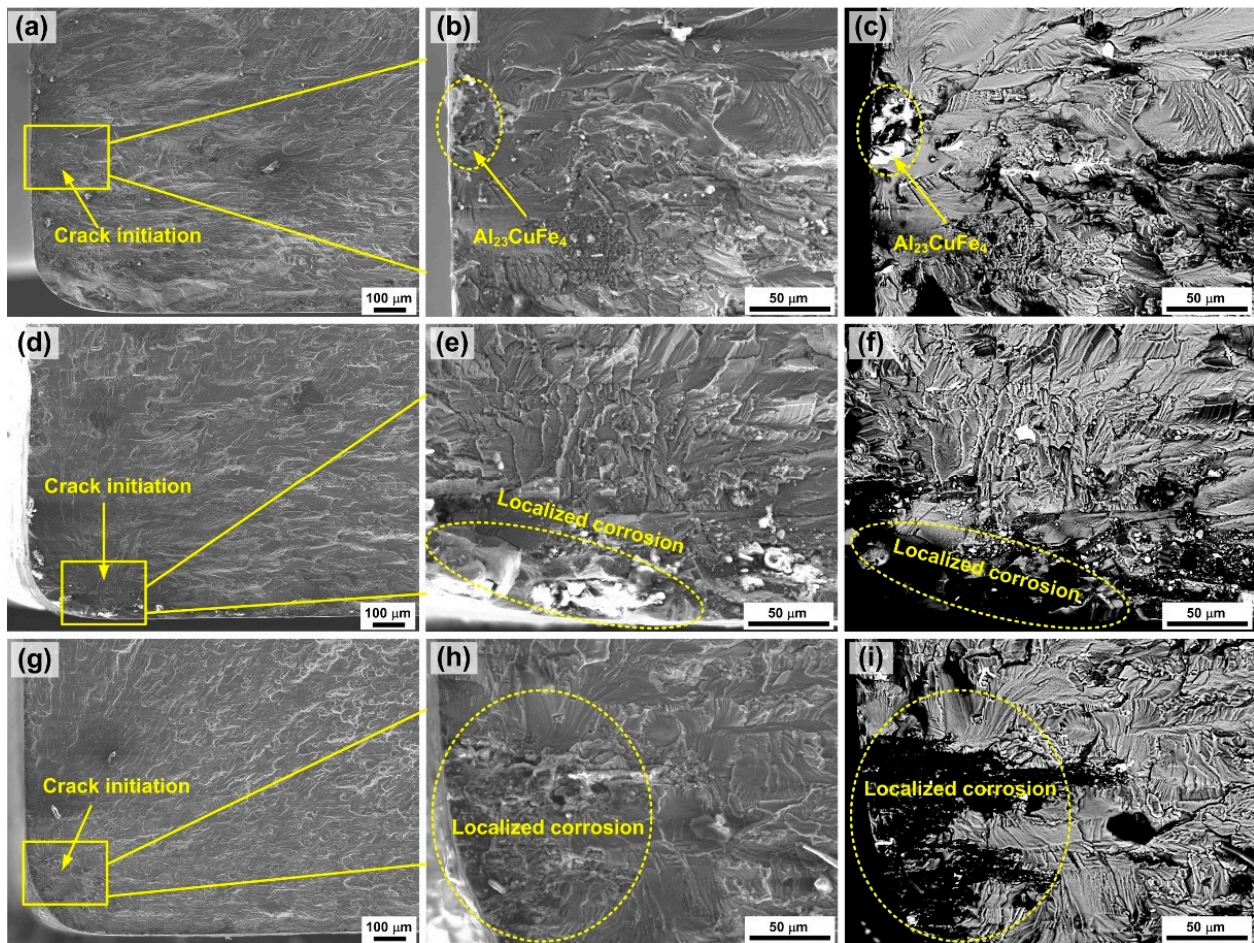 (a)
Crack initiation
100 μm
(b)
Al₂₃CuFe₄
50 μm
(c)
Al₂₃CuFe₄
50 μm
(d)
Crack initiation
100 μm
(e)
Localized corrosion
50 μm
(f)
Localized corrosion
50 μm
(g)
Crack initiation
100 μm
(h)
Localized corrosion
50 μm
(i)
Localized corrosion
50 μm